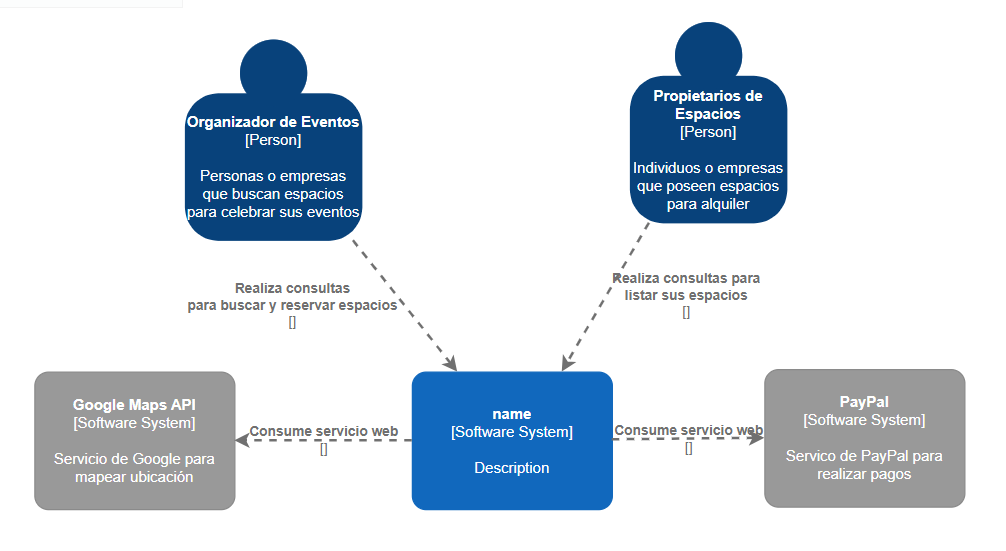 Organizador de Eventos
[Person]
Personas o empresas
que buscan espacios
para celebrar sus eventos
Propietarios de
Espacios
[Person]
Individuos o empresas
que poseen espacios
para alquiler
Realiza consultas
para buscar y reservar espacios
[]
Realiza consultas para
listar sus espacios
[]
Google Maps API
[Software System]
Servicio de Google para
mapear ubicación
Consume servicio web
[]
name
[Software System]
Description
Consume servicio web
[]
PayPal
[Software System]
Servico de PayPal para
realizar pagos